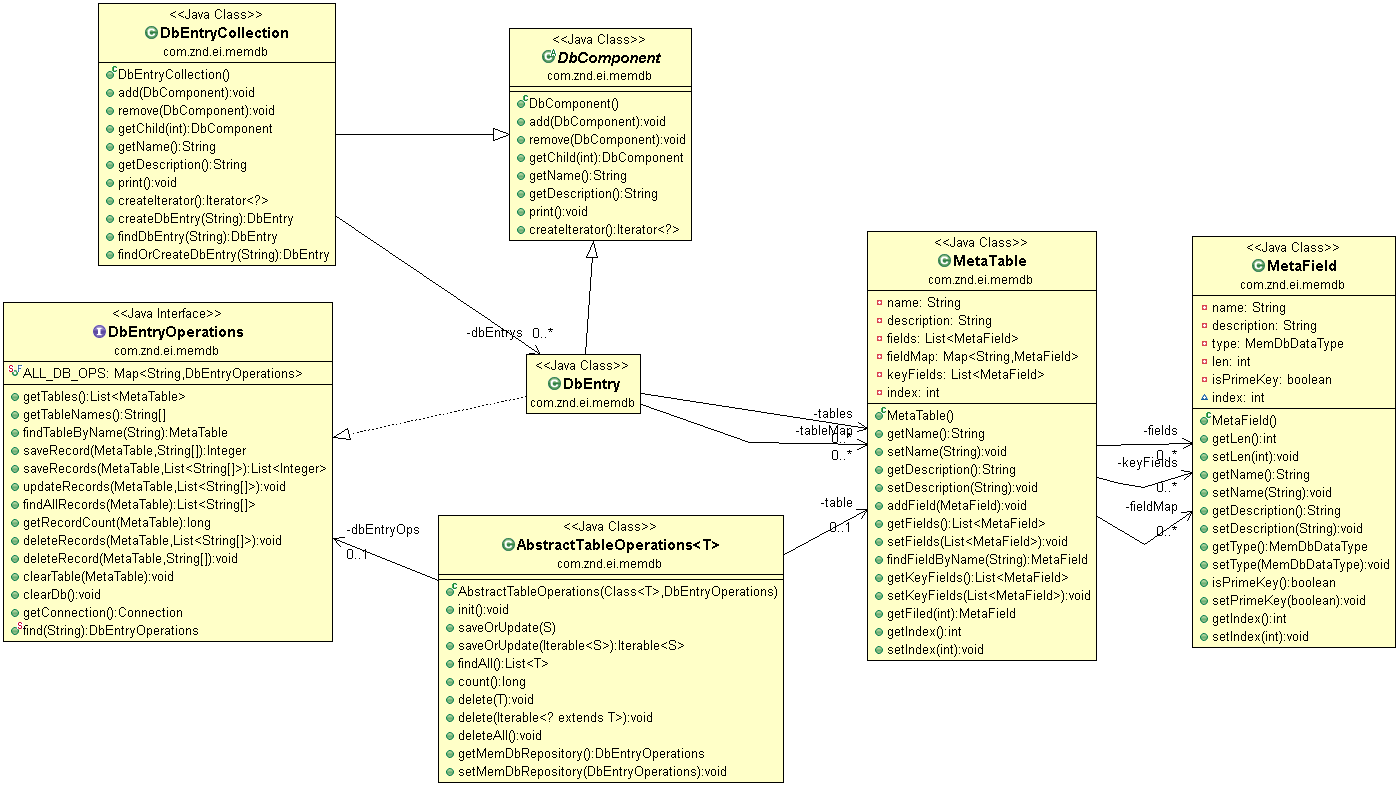 <<Java Class>>
DbEntryCollection
com.znd.ei.memdb
DbEntryCollection()
add(DbComponent):void
remove(DbComponent):void
getChild(int):DbComponent
getName():String
getDescription():String
print():void
createIterator():Iterator<?>
createDbEntry(String):DbEntry
findDbEntry(String):DbEntry
findOrCreateDbEntry(String):DbEntry
<<Java Class>>
DbComponent
com.znd.ei.memdb
DbComponent()
add(DbComponent):void
remove(DbComponent):void
getChild(int):DbComponent
getName():String
getDescription():String
print():void
createIterator():Iterator<?>
-dbEntrys
0..*
<<Java Interface>>
DbEntryOperations
com.znd.ei.memdb
ALL_DB_OPS: Map<String,DbEntryOperations>
getTables():List<MetaTable>
getTableNames():String[]
findTableByName(String):MetaTable
saveRecord(MetaTable,String[]):Integer
saveRecords(MetaTable,List<String[]>):List<Integer>
updateRecords(MetaTable,List<String[]>):void
findAllRecords(MetaTable):List<String[]>
getRecordCount(MetaTable):long
deleteRecords(MetaTable,List<String[]>):void
deleteRecord(MetaTable,String[]):void
clearTable(MetaTable):void
clearDb():void
getConnection():Connection
find(String):DbEntryOperations
<<Java Class>>
DbEntry
com.znd.ei.memdb
-tables
0..*
-tableMap
0..*
-table
0..1
-dbEntryOps
0..1
<<Java Class>>
AbstractTableOperations<T>
com.znd.ei.memdb
AbstractTableOperations(Class<T>,DbEntryOperations)
init():void
saveOrUpdate(S)
saveOrUpdate(Iterable<S>):Iterable<S>
findAll():List<T>
count():long
delete(T):void
delete(Iterable<? extends T>):void
deleteAll():void
getMemDbRepository():DbEntryOperations
setMemDbRepository(DbEntryOperations):void
<<Java Class>>
MetaTable
com.znd.ei.memdb
name: String
description: String
fields: List<MetaField>
fieldMap: Map<String,MetaField>
keyFields: List<MetaField>
index: int
MetaTable()
getName():String
setName(String):void
getDescription():String
setDescription(String):void
addField(MetaField):void
getFields():List<MetaField>
setFields(List<MetaField>):void
findFieldByName(String):MetaField
getKeyFields():List<MetaField>
setKeyFields(List<MetaField>):void
getFiled(int):MetaField
getIndex():int
setIndex(int):void
-fields
0..*
-keyFields
0..*
-fieldMap
0..*
<<Java Class>>
MetaField
com.znd.ei.memdb
name: String
description: String
type: MemDbDataType
len: int
isPrimeKey: boolean
index: int
MetaField()
getLen():int
setLen(int):void
getName():String
setName(String):void
getDescription():String
setDescription(String):void
getType():MemDbDataType
setType(MemDbDataType):void
isPrimeKey():boolean
setPrimeKey(boolean):void
getIndex():int
setIndex(int):void